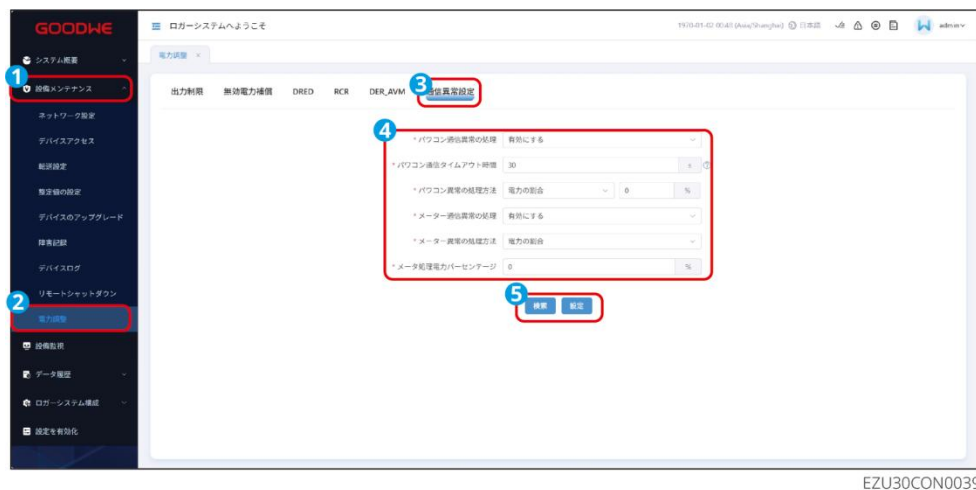 GOODWE
ロガーシステムへようこそ
1970-01-02 00:43 (Asia/Shanghai) 日本語 admin
システム概要
電力調整 ×
1
設備メンテナンス
出力制限 無効電力補償 DRED RCR DER_AVM 3 通信異常設定
ネットワーク設定
デバイスアクセス
転送設定
整定値の設定
デバイスのアップグレード
障害記録
デバイスログ
リモートシャットダウン
2
電力調整
設備監視
データ履歴
ロガーシステム構成
設定を有効化
4
* パワコン通信異常の処理 有効にする
* パワコン通信タイムアウト時間 30 s
* パワコン異常の処理方法 電力の割合 0 %
* メーター通信異常の処理 有効にする
* メーター異常の処理方法 電力の割合
* メータ処理電力パーセンテージ 0 %
5
検索 設定
EZU30CON0039